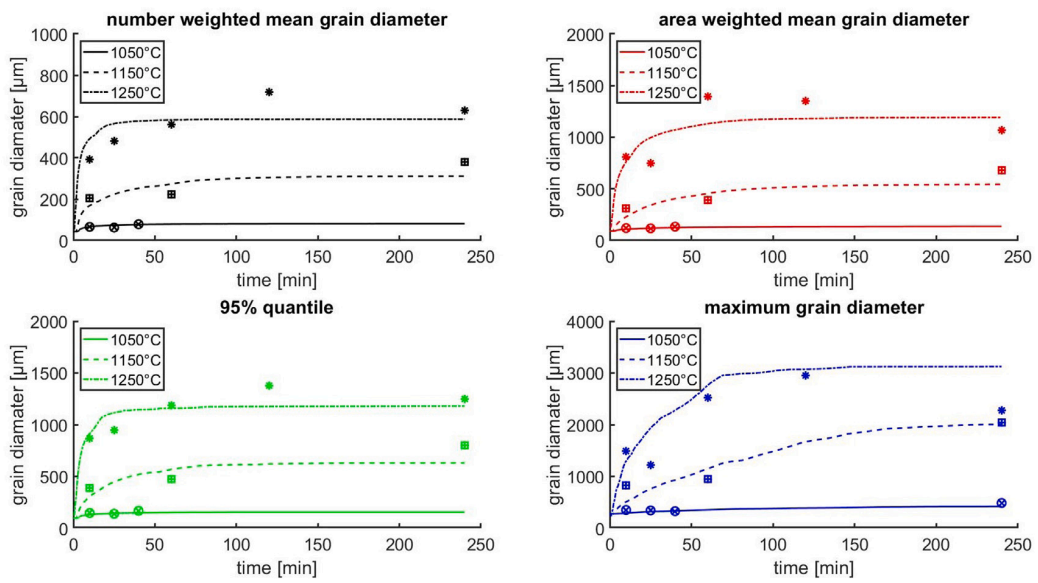 number weighted mean grain diameter
grain diamater [µm]
1000
800
600
400
200
0
1050°C
1150°C
1250°C
0 50 100 150 200 250
time [min]
area weighted mean grain diameter
grain diamater [µm]
2000
1500
1000
500
0
1050°C
1150°C
1250°C
0 50 100 150 200 250
time [min]
95% quantile
grain diamater [µm]
2000
1500
1000
500
0
1050°C
1150°C
1250°C
0 50 100 150 200 250
time [min]
maximum grain diameter
grain diamater [µm]
4000
3000
2000
1000
0
1050°C
1150°C
1250°C
0 50 100 150 200 250
time [min]